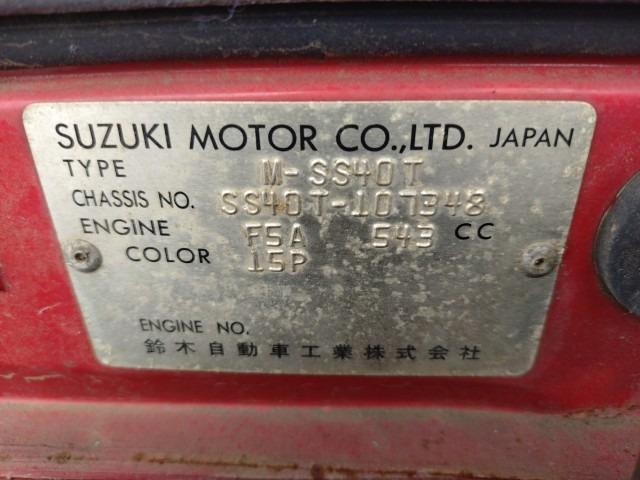 SUZUKI MOTOR CO.,LTD. JAPAN
TYPE M-SS40T
CHASSIS NO. SS40T-107348
ENGINE F5A 543 CC
COLOR 15P
ENGINE NO.
鈴木自動車工業株式会社